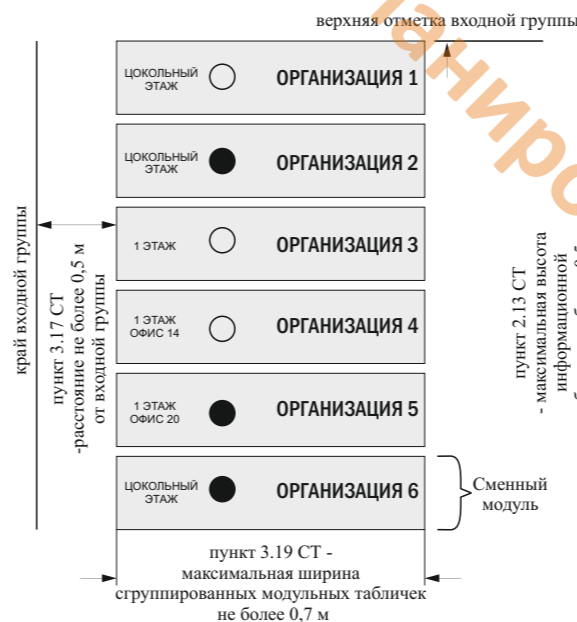 верхняя отметка входной группы
ЦОКОЛЬНЫЙ
ЭТАЖ
ОРГАНИЗАЦИЯ 1
ЦОКОЛЬНЫЙ
ЭТАЖ
ОРГАНИЗАЦИЯ 2
1 ЭТАЖ
ОРГАНИЗАЦИЯ 3
1 ЭТАЖ
ОФИС 14
ОРГАНИЗАЦИЯ 4
1 ЭТАЖ
ОФИС 20
ОРГАНИЗАЦИЯ 5
ЦОКОЛЬНЫЙ
ЭТАЖ
ОРГАНИЗАЦИЯ 6
край входной группы
пункт 3.17 СТ
-расстояние не более 0,5 м
от входной группы
пункт 2.13 СТ
- максимальная высота
информационной
Сменный
модуль
пункт 3.19 СТ -
максимальная ширина
сгруппированных модульных табличек
не более 0,7 м